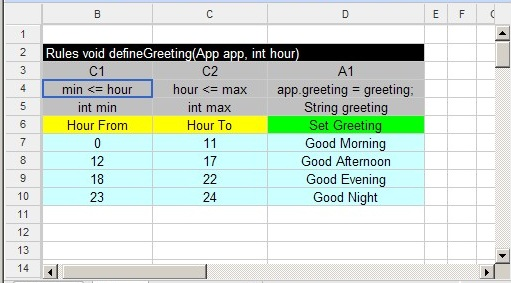 B C D E F
1
2 Rules void defineGreeting(App app, int hour)
3 C1 C2 A1
4 min <= hour hour <= max app.greeting = greeting;
5 int min int max String greeting
6 Hour From Hour To Set Greeting
7 0 11 Good Morning
8 12 17 Good Afternoon
9 18 22 Good Evening
10 23 24 Good Night
11
12
13
14